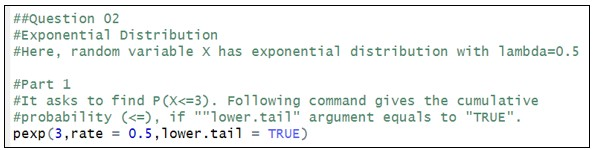 ##Question 02
#Exponential Distribution
#Here, random variable X has exponential distribution with lambda=0.5
#Part 1
#It asks to find P(X<=3). Following command gives the cumulative
#probability (<=), if ""lower.tail" argument equals to "TRUE".
pexp(3,rate = 0.5,lower.tail = TRUE)